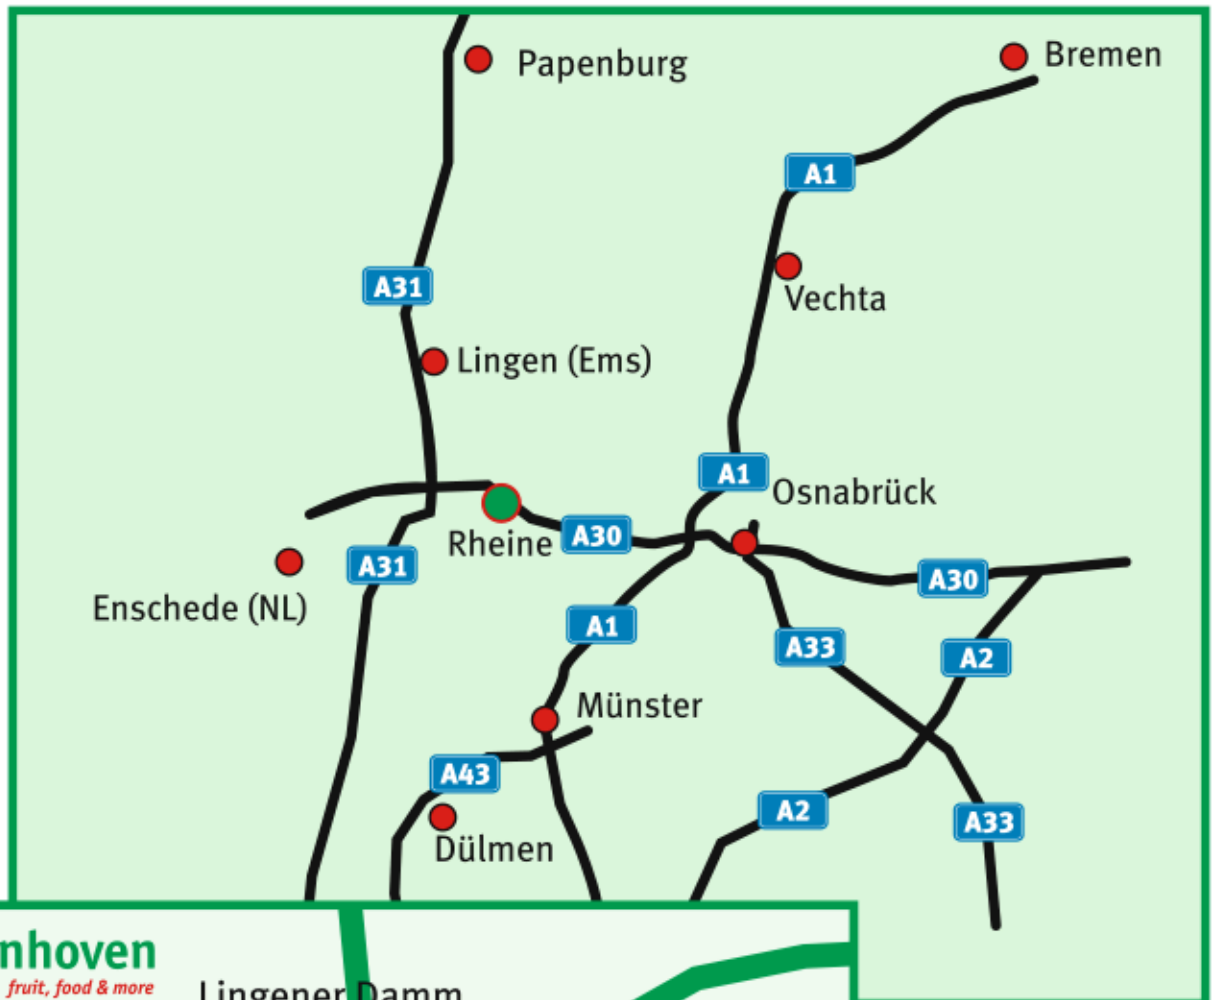 Papenburg
Bremen
A1
Vechta
A31
Lingen (Ems)
A1
Osnabrück
Rheine
A30
A31
A30
Enschede (NL)
A1
A33
A2
Münster
A43
A2
A33
Dülmen
nhoven
fruit, food & more
Lingener Damm